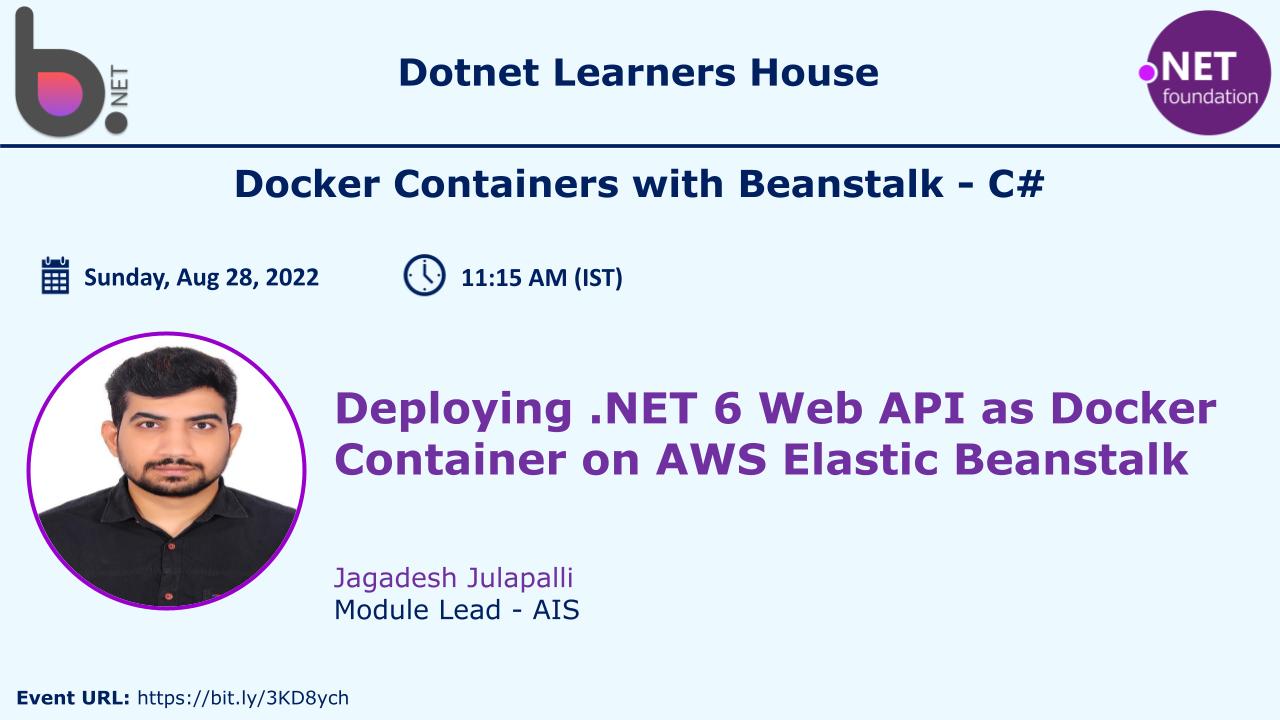 b.NET
Dotnet Learners House
.NET
foundation
Docker Containers with Beanstalk - C#
Sunday, Aug 28, 2022
11:15 AM (IST)
Deploying .NET 6 Web API as Docker
Container on AWS Elastic Beanstalk
Jagadesh Julapalli
Module Lead - AIS
Event URL: https://bit.ly/3KD8ych